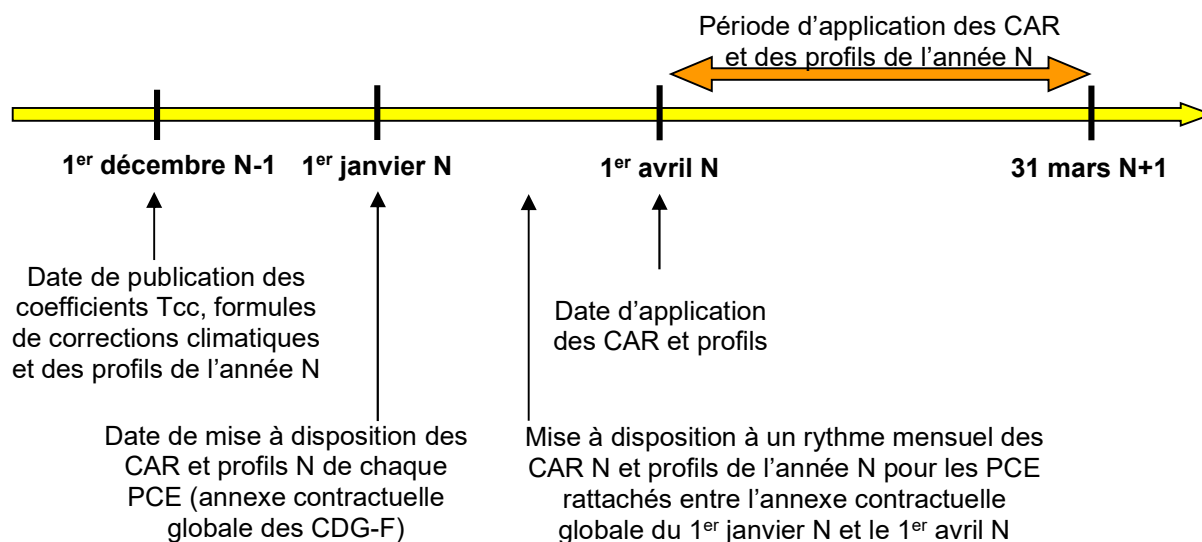 Période d’application des CAR
et des profils de l’année N
1er décembre N-1
1er janvier N
1er avril N
31 mars N+1
Date de publication des
coefficients Tcc, formules
de corrections climatiques
et des profils de l’année N
Date d’application
des CAR et profils
Date de mise à disposition des
CAR et profils N de chaque
PCE (annexe contractuelle
globale des CDG-F)
Mise à disposition à un rythme mensuel des
CAR N et profils de l’année N pour les PCE
rattachés entre l’annexe contractuelle
globale du 1er janvier N et le 1er avril N